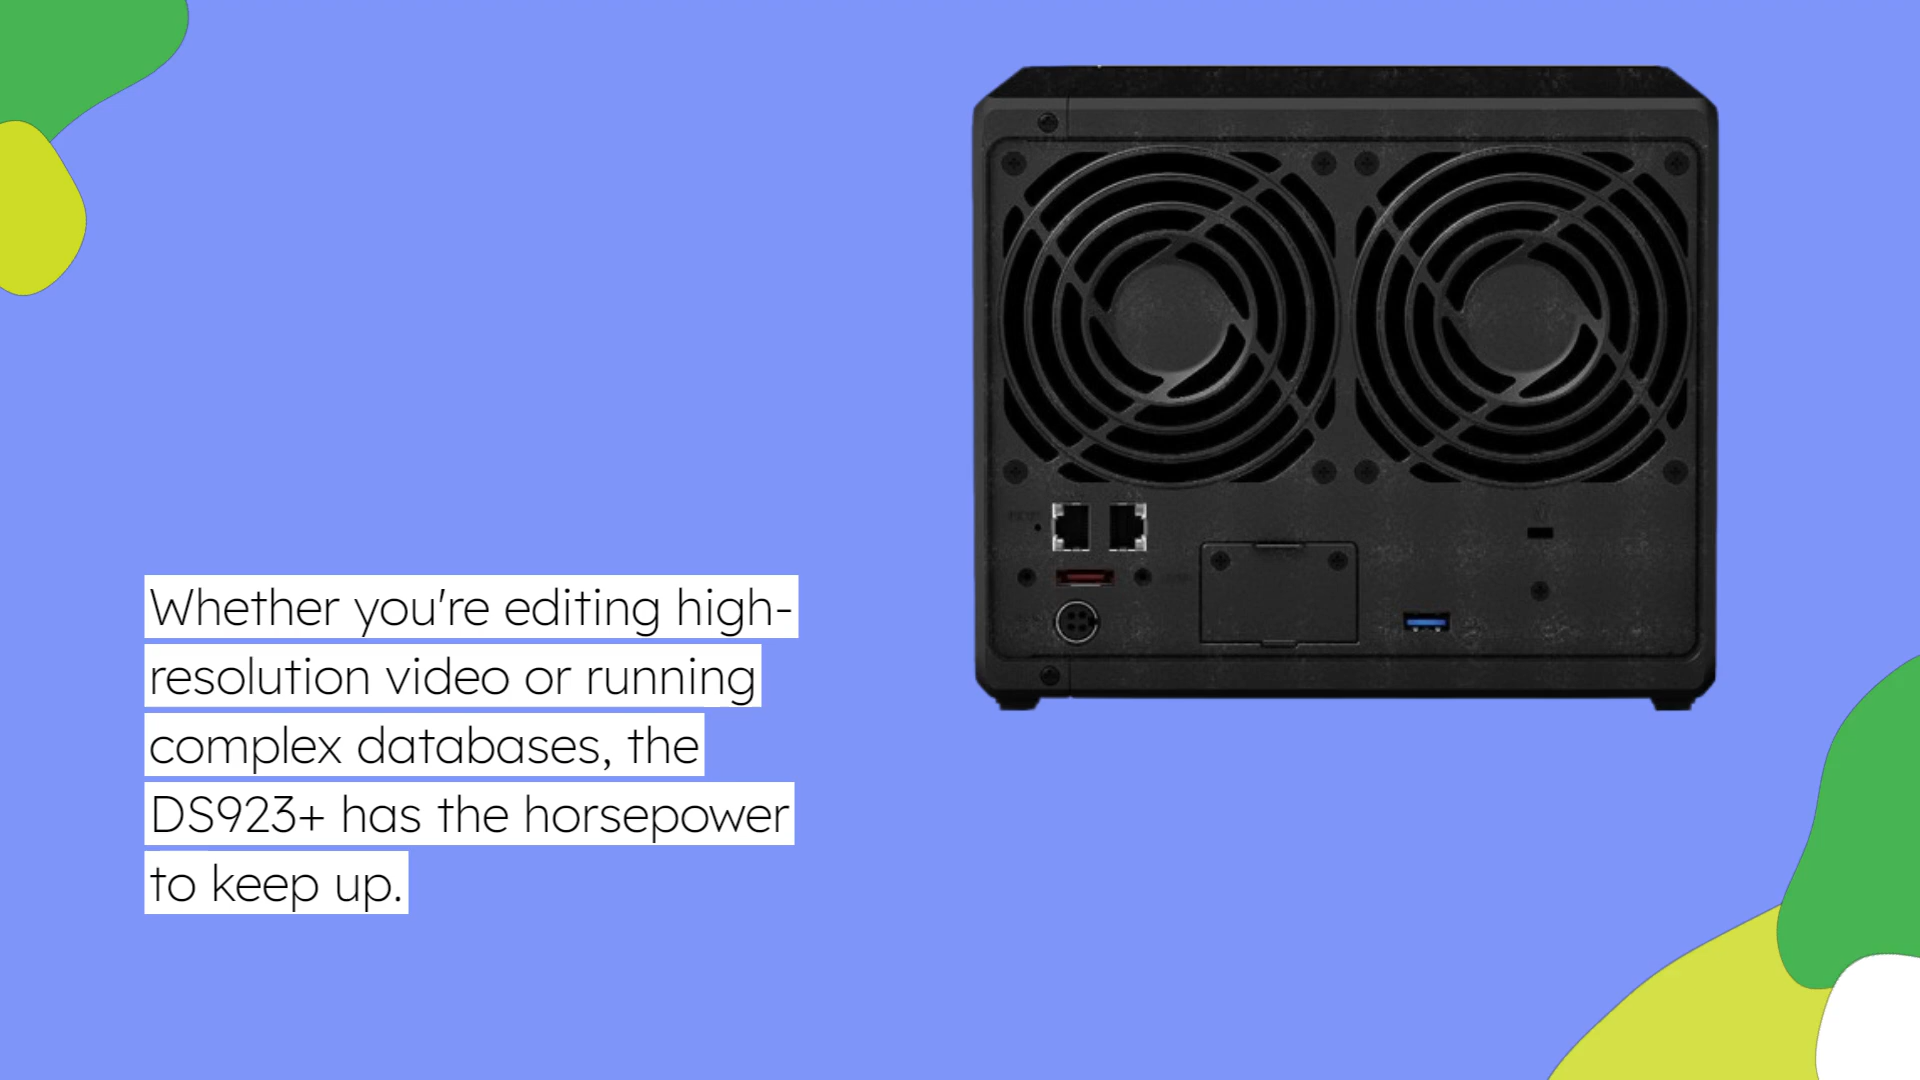 Whether you're editing high-
resolution video or running
complex databases, the
DS923+ has the horsepower
to keep up.